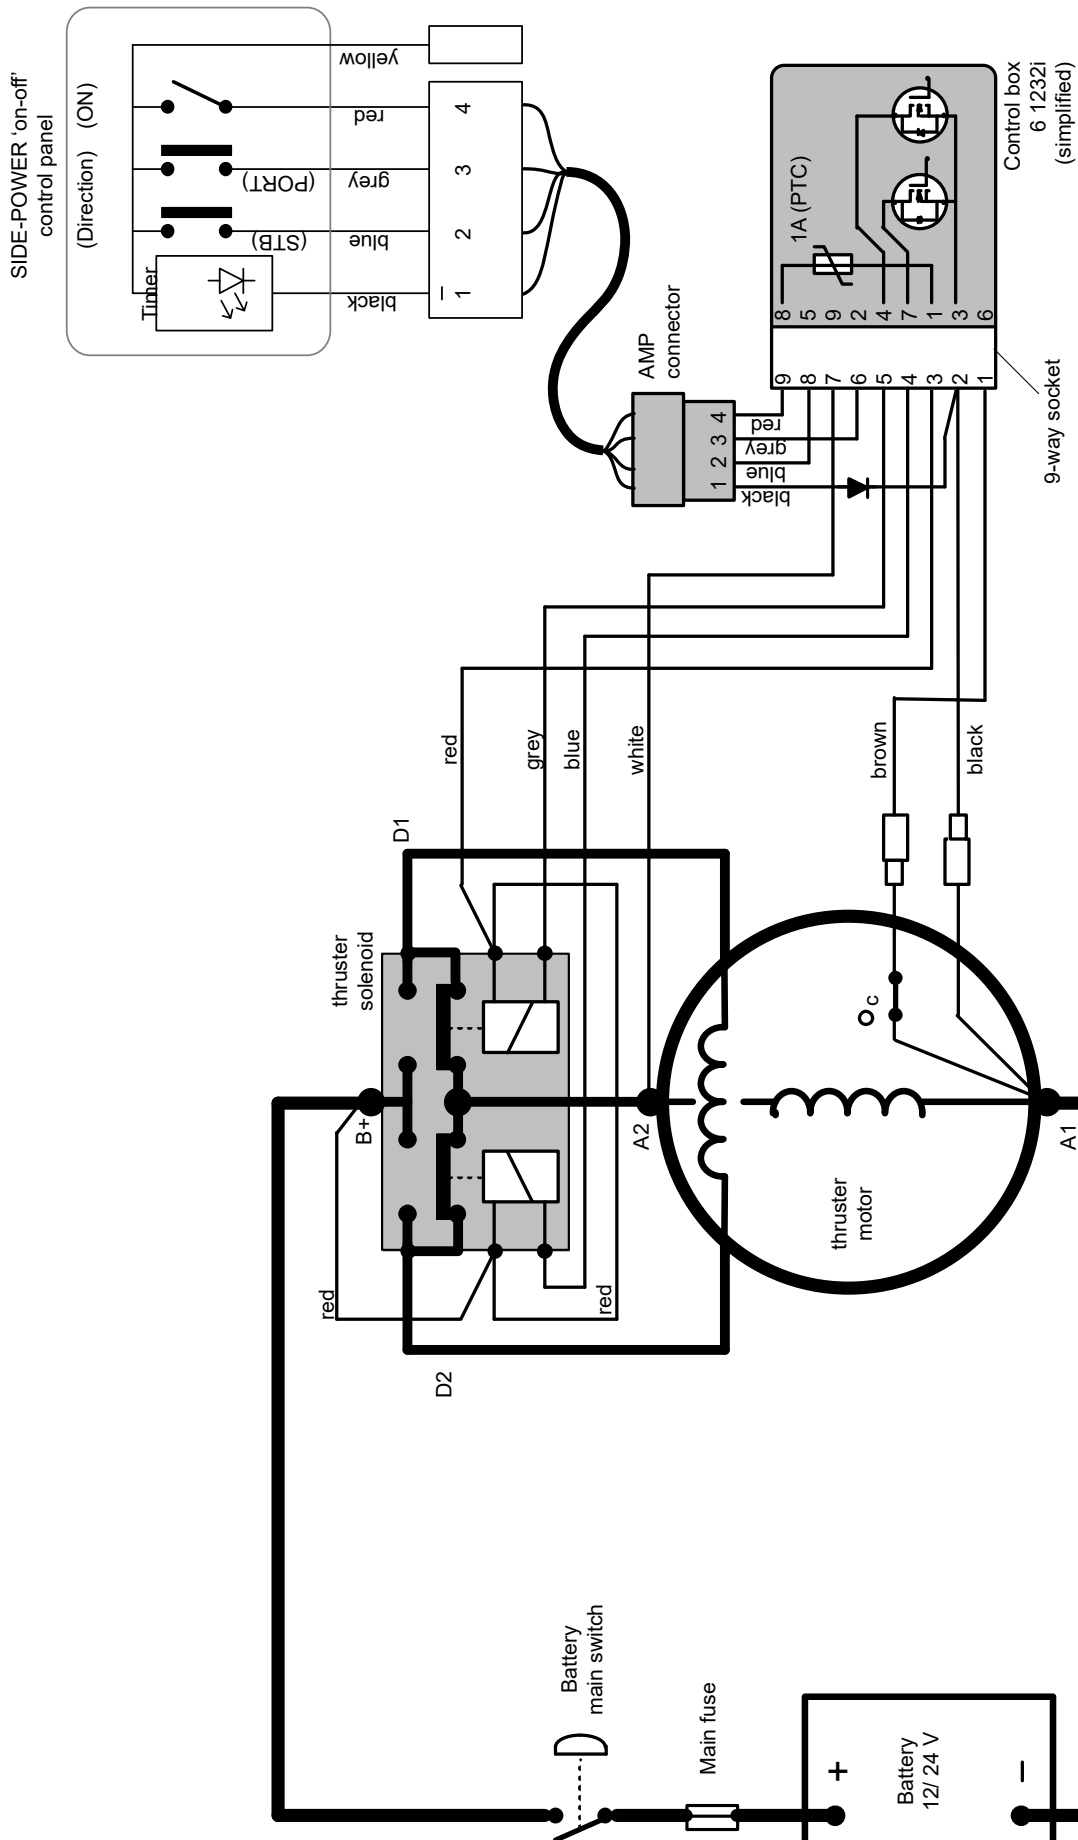 SIDE-POWER 'on-off'
control panel
(Direction)
(ON)
Timer
(STB)
(PORT)
yellow
red
grey
blue
black
1
2
3
4
AMP
connector
1
2
3
4
black
blue
grey
red
Control box
6 1232i
(simplified)
1A (PTC)
8
5
9
2
4
7
1
3
6
9
8
7
6
5
4
3
2
1
9-way socket
red
grey
blue
white
brown
black
thruster
solenoid
D1
D2
B+
A2
A1
red
red
°c
thruster
motor
Battery
main switch
Main fuse
Battery
12/ 24 V
+
−